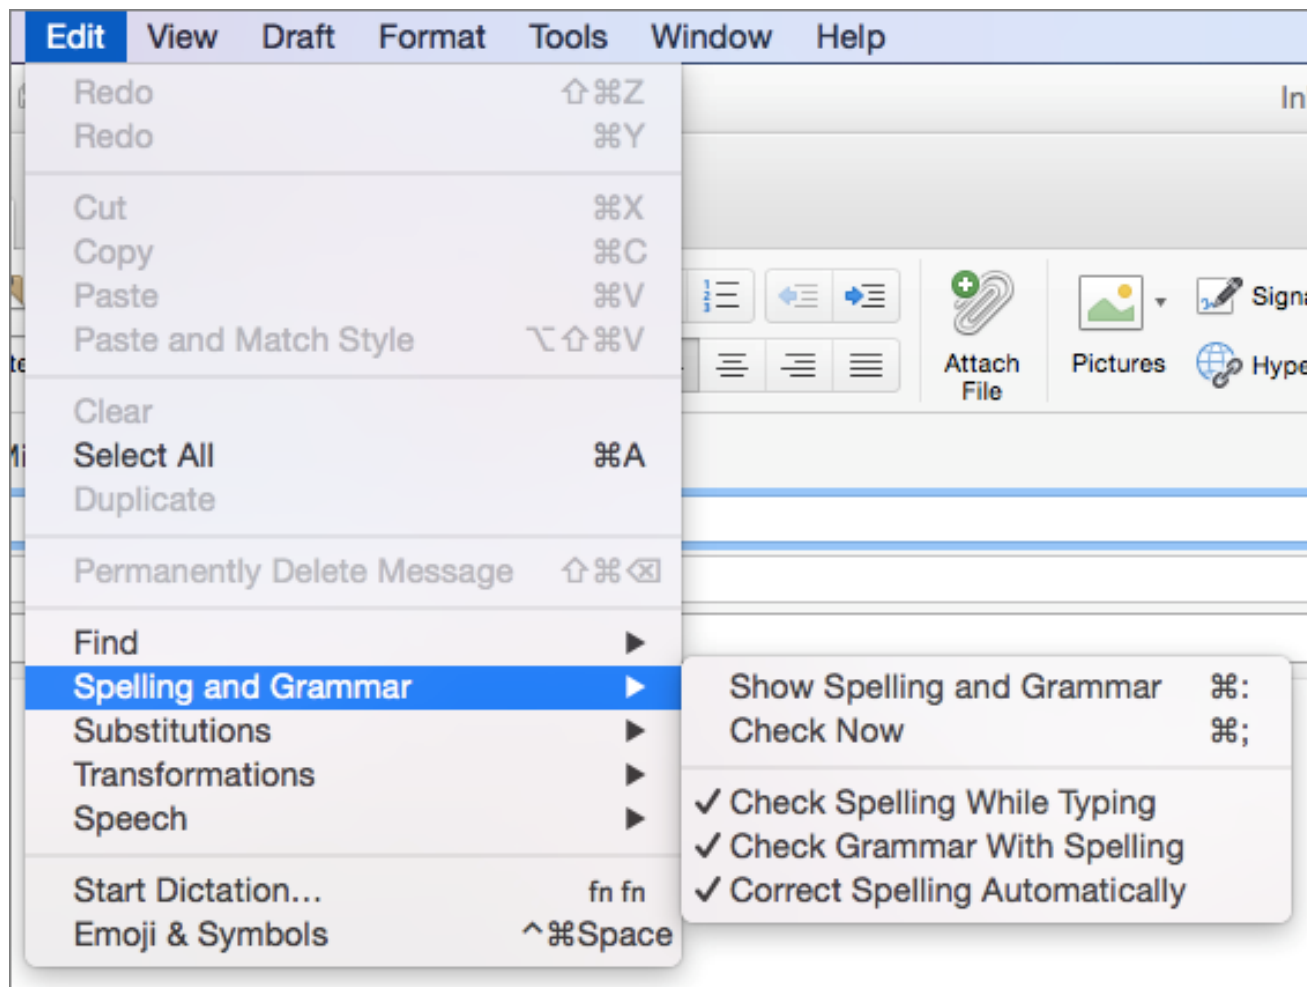 Edit View Draft Format Tools Window Help
Redo ⇧⌘Z
Redo ⌘Y
Cut ⌘X
Copy ⌘C
Paste ⌘V
Paste and Match Style ⌥⇧⌘V
Clear
Select All ⌘A
Duplicate
Permanently Delete Message ⇧⌘⌫
Find ▶
Spelling and Grammar ▶
Substitutions ▶
Transformations ▶
Speech ▶
Start Dictation... fn fn
Emoji & Symbols ^⌘Space
Show Spelling and Grammar ⌘:
Check Now ⌘;
✓ Check Spelling While Typing
✓ Check Grammar With Spelling
✓ Correct Spelling Automatically
Attach
File
Pictures